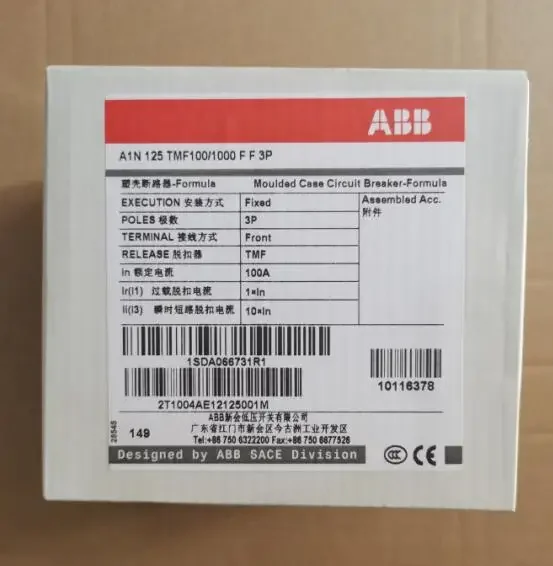 ABB
A1N 125 TMF100/1000 F F 3P
塑壳断路器-Formula Moulded Case Circuit Breaker-Formula
EXECUTION 安装方式 Fixed Assembled Acc.
附件
POLES 极数 3P
TERMINAL 接线方式 Front
RELEASE 脱扣器 TMF
In 额定电流 100A
Ir(I1) 过载脱扣电流 1×In
Ii(I3) 瞬时短路脱扣电流 10×In
1SDA066731R1
10116378
2T1004AE12125001M
ABB新会低压开关有限公司
广东省江门市新会区今古洲工业开发区
Tel:+86 750 6322200 Fax:+86 750 6677526
26545
149
Designed by ABB SACE Division
CCC CE